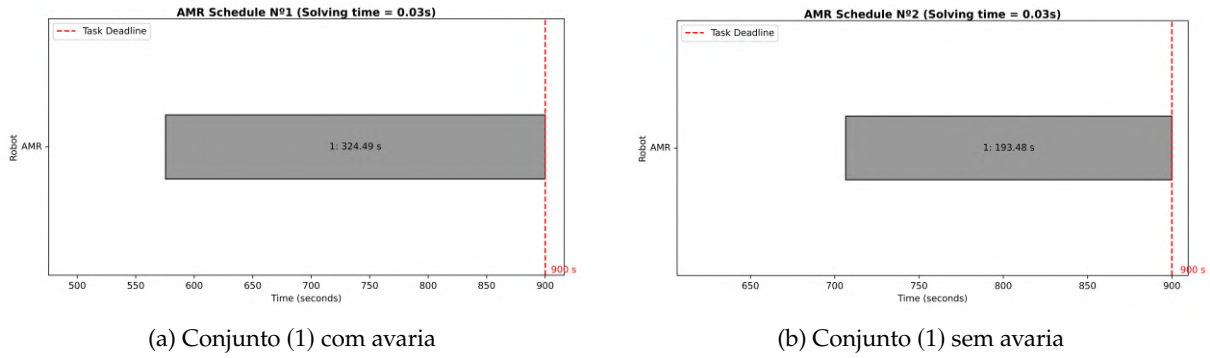 AMR Schedule Nº1 (Solving time = 0.03s)
Task Deadline
Robot
AMR
1: 324.49 s
900 s
500 550 600 650 700 750 800 850 900
Time (seconds)
(a) Conjunto (1) com avaria
AMR Schedule Nº2 (Solving time = 0.03s)
Task Deadline
Robot
AMR
1: 193.48 s
900 s
650 700 750 800 850 900
Time (seconds)
(b) Conjunto (1) sem avaria